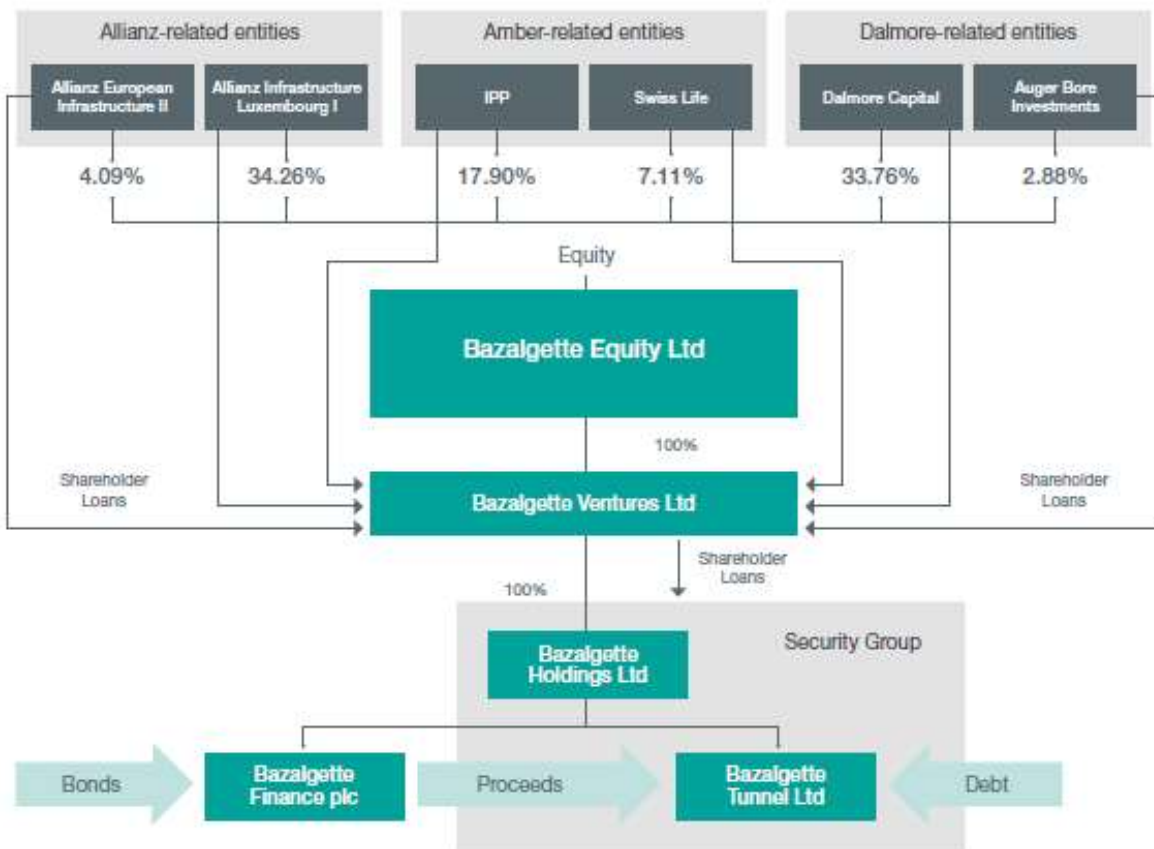 Allianz-related entities
Amber-related entities
Dalmore-related entities
Allianz European
Infrastructure II
Allianz Infrastructure
Luxembourg I
IPP
Swiss Life
Dalmore Capital
Auger Bore
Investments
4.09%
34.26%
17.90%
7.11%
33.76%
2.88%
Equity
Bazalgette Equity Ltd
100%
Shareholder
Loans
Bazalgette Ventures Ltd
Shareholder
Loans
Shareholder
Loans
100%
Security Group
Bazalgette
Holdings Ltd
Bonds
Bazalgette
Finance plc
Proceeds
Bazalgette
Tunnel Ltd
Debt